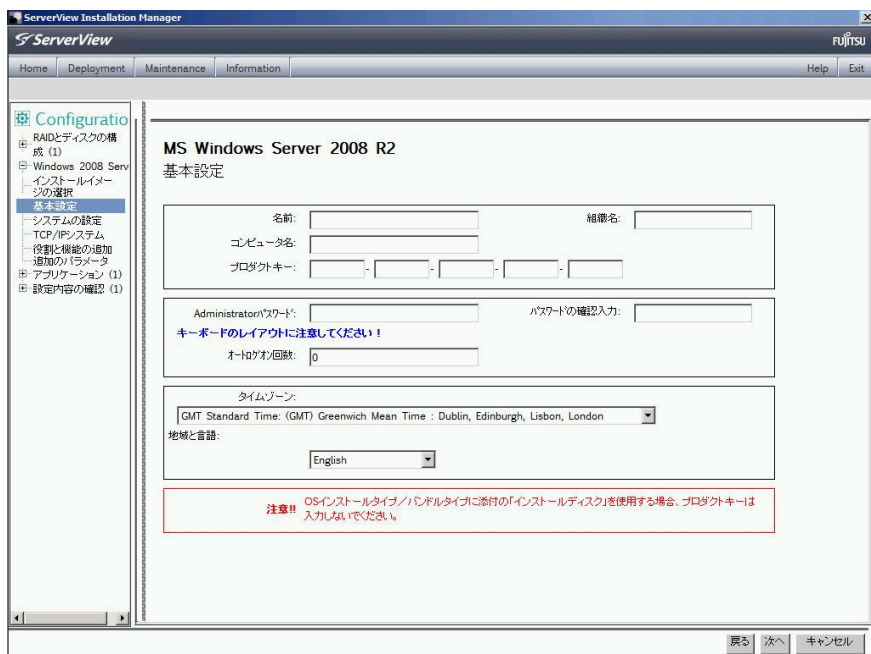 ServerView Installation Manager
ServerView
FUJITSU
Home Deployment Maintenance Information Help Exit
Configuratio
RAIDとディスクの構
成 (1)
Windows 2008 Serv
インストールイメー
ジの選択
基本設定
システムの設定
TCP/IPシステム
役割と機能の追加
追加のパラメータ
アプリケーション (1)
設定内容の確認 (1)
MS Windows Server 2008 R2
基本設定
名前: 組織名:
コンピュータ名:
プロダクトキー: - - - -
Administratorパスワード: パスワードの確認入力:
キーボードのレイアウトに注意してください！
オートログオン回数: 0
タイムゾーン:
GMT Standard Time: (GMT) Greenwich Mean Time : Dublin, Edinburgh, Lisbon, London
地域と言語:
English
注意!! OSインストールタイプ／バンドルタイプに添付の「インストールディスク」を使用する場合、プロダクトキーは
入力しないでください。
戻る 次へ キャンセル